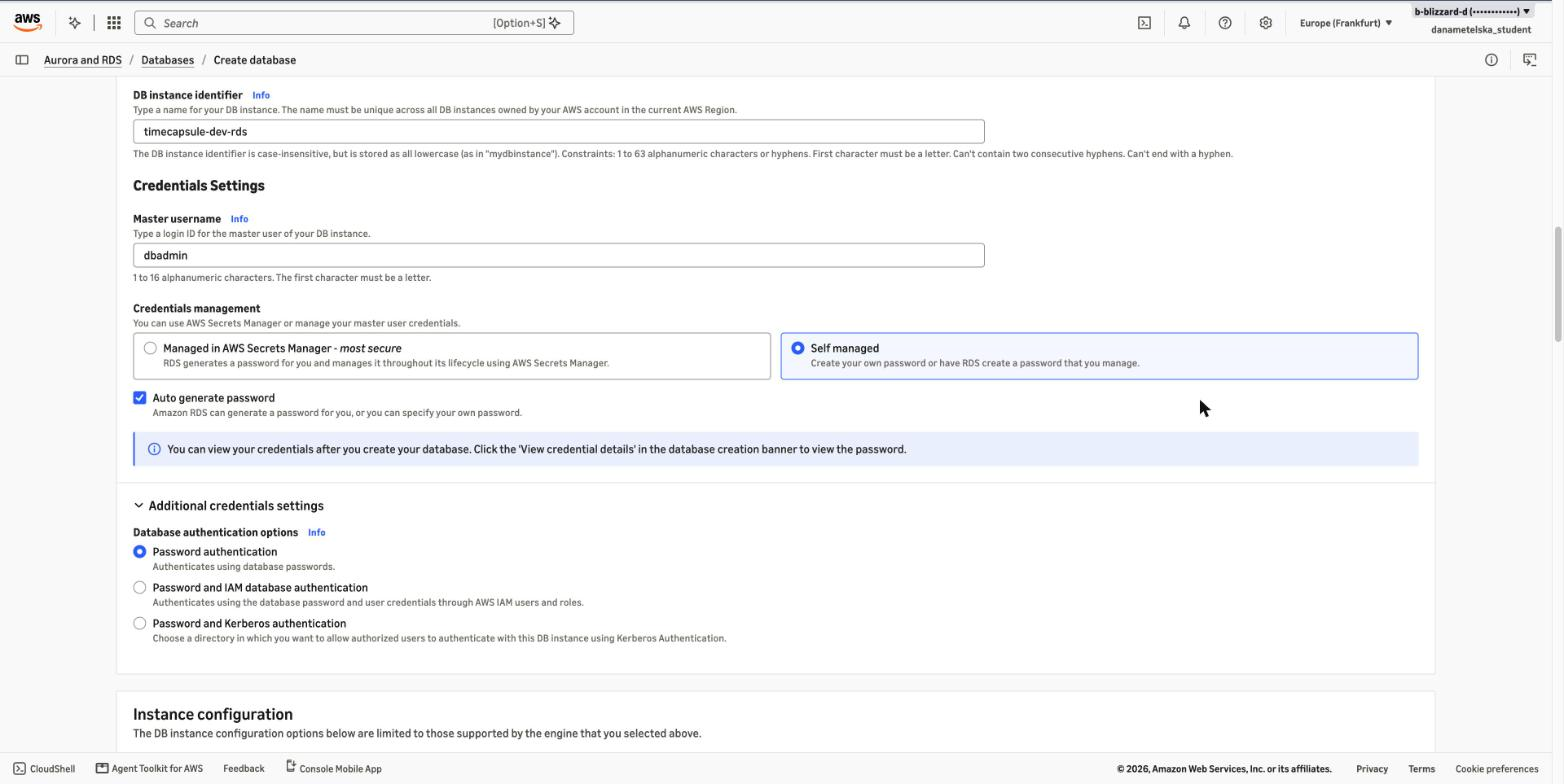 aws
Search [Option+S]
Europe (Frankfurt) ▼
b-blizzard-d (············) ▼
danametelska_student
Aurora and RDS / Databases / Create database
DB instance identifier Info
Type a name for your DB instance. The name must be unique across all DB instances owned by your AWS account in the current AWS Region.
timecapsule-dev-rds
The DB instance identifier is case-insensitive, but is stored as all lowercase (as in "mydbinstance"). Constraints: 1 to 63 alphanumeric characters or hyphens. First character must be a letter. Can't contain two consecutive hyphens. Can't end with a hyphen.
Credentials Settings
Master username Info
Type a login ID for the master user of your DB instance.
dbadmin
1 to 16 alphanumeric characters. The first character must be a letter.
Credentials management
You can use AWS Secrets Manager or manage your master user credentials.
Managed in AWS Secrets Manager - most secure
RDS generates a password for you and manages it throughout its lifecycle using AWS Secrets Manager.
Self managed
Create your own password or have RDS create a password that you manage.
Auto generate password
Amazon RDS can generate a password for you, or you can specify your own password.
You can view your credentials after you create your database. Click the 'View credential details' in the database creation banner to view the password.
Additional credentials settings
Database authentication options Info
Password authentication
Authenticates using database passwords.
Password and IAM database authentication
Authenticates using the database password and user credentials through AWS IAM users and roles.
Password and Kerberos authentication
Choose a directory in which you want to allow authorized users to authenticate with this DB instance using Kerberos Authentication.
Instance configuration
The DB instance configuration options below are limited to those supported by the engine that you selected above.
CloudShell Agent Toolkit for AWS Feedback Console Mobile App © 2026, Amazon Web Services, Inc. or its affiliates. Privacy Terms Cookie preferences